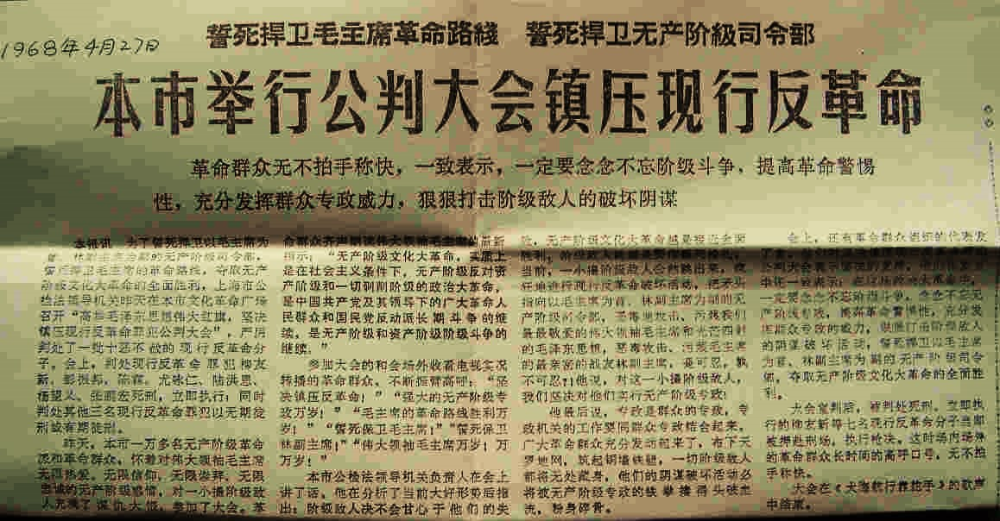 1968年4月27日
誓死捍卫毛主席革命路綫　誓死捍卫无产阶級司令部
本市举行公判大会镇压现行反革命
革命群众无不拍手称快，一致表示，一定要念念不忘阶级斗争，提高革命警惕
性，充分发挥群众专政威力，狠狠打击阶级敌人的破坏阴谋
本报讯　为了誓死捍卫以毛主席为
首、林副主席为副的无产阶级司令部，
誓死捍卫毛主席的革命路线，夺取无产
阶级文化大革命的全面胜利，上海市公
检法领导机关昨天在本市文化革命广场
召开“高举毛泽东思想伟大红旗，坚决
镇压现行反革命罪犯公判大会”，严厉
判处了一批十恶不赦的现行反革命分
子。会上，判处现行反革命罪犯柳友
新、彭振邦、陈霖、尤咏仁、陆洪恩、
杨望义、张丽宏死刑，立即执行；同时
判处其他三名现行反革命罪犯以无期徒
刑或有期徒刑。
昨天，本市一万多名无产阶级革命
派和革命群众，怀着对伟大领袖毛主席
无限热爱、无限信仰、无限崇拜、无限
忠诚的无产阶级感情，对一小撮阶级敌
人充满了深仇大恨，参加了大会。革
命群众齐声朗读伟大领袖毛主席的最新
指示：“无产阶级文化大革命，实质上
是在社会主义条件下，无产阶级反对资
产阶级和一切剥削阶级的政治大革命，
是中国共产党及其领导下的广大革命人
民群众和国民党反动派长期斗争的继
续，是无产阶级和资产阶级阶级斗争的
继续。”
参加大会的和会场外收看电视实况
转播的革命群众，不断振臂高呼：“坚
决镇压反革命！”“强大的无产阶级专
政万岁！”“毛主席的革命路线胜利万
岁！”“誓死保卫毛主席！”“誓死保卫
林副主席！”“伟大领袖毛主席万岁！万
万岁！”
本市公检法领导机关负责人在会上
讲了话，他在分析了当前大好形势后指
出：阶级敌人决不会甘心于他们的失
败，无产阶级文化大革命越是接近全面
胜利，阶级敌人
当前，一小撮阶级敌人公然跳出来，疯
狂地进行现行反革命破坏活动，把矛头
指向以毛主席为首、林副主席为副的无
产阶级司令部，恶毒地攻击、污蔑我们
最最敬爱的伟大领袖毛主席和光芒四射
的毛泽东思想，恶毒攻击、污蔑毛主席
的最亲密的战友林副主席，是可忍，孰
不可忍？！他说，对这一小撮阶级敌人，
我们坚决对他们实行无产阶级专政！
他最后说，专政是群众的专政，专
政机关的工作要同群众专政结合起来，
广大革命群众充分发动起来了，布下天
罗地网，筑起铜墙铁壁，一切阶级敌人
都将无处藏身，他们的阴谋破坏活动必
将被无产阶级专政的铁拳揍得头破血
流，粉身碎骨。
会上，还有革命群众组织的代表发
了言。
公判大会表示坚决的支持，他们在发言
中还一致表示：在这场政治大革命中，
一定要念念不忘阶级斗争，念念不忘无
产阶级专政，提高革命警惕性，充分发
挥群众专政的威力，狠狠打击阶级敌人
的阴谋破坏活动，誓死捍卫以毛主席
为首、林副主席为副的无产阶级司令
部，夺取无产阶级文化大革命的全面胜
利。
大会宣判后，被判处死刑、立即执
行的柳友新等七名现行反革命分子当即
被押赴刑场，执行枪决。这时场内场外
的革命群众长时间的高呼口号，无不拍
手称快。
大会在《大海航行靠舵手》的歌声
中结束。